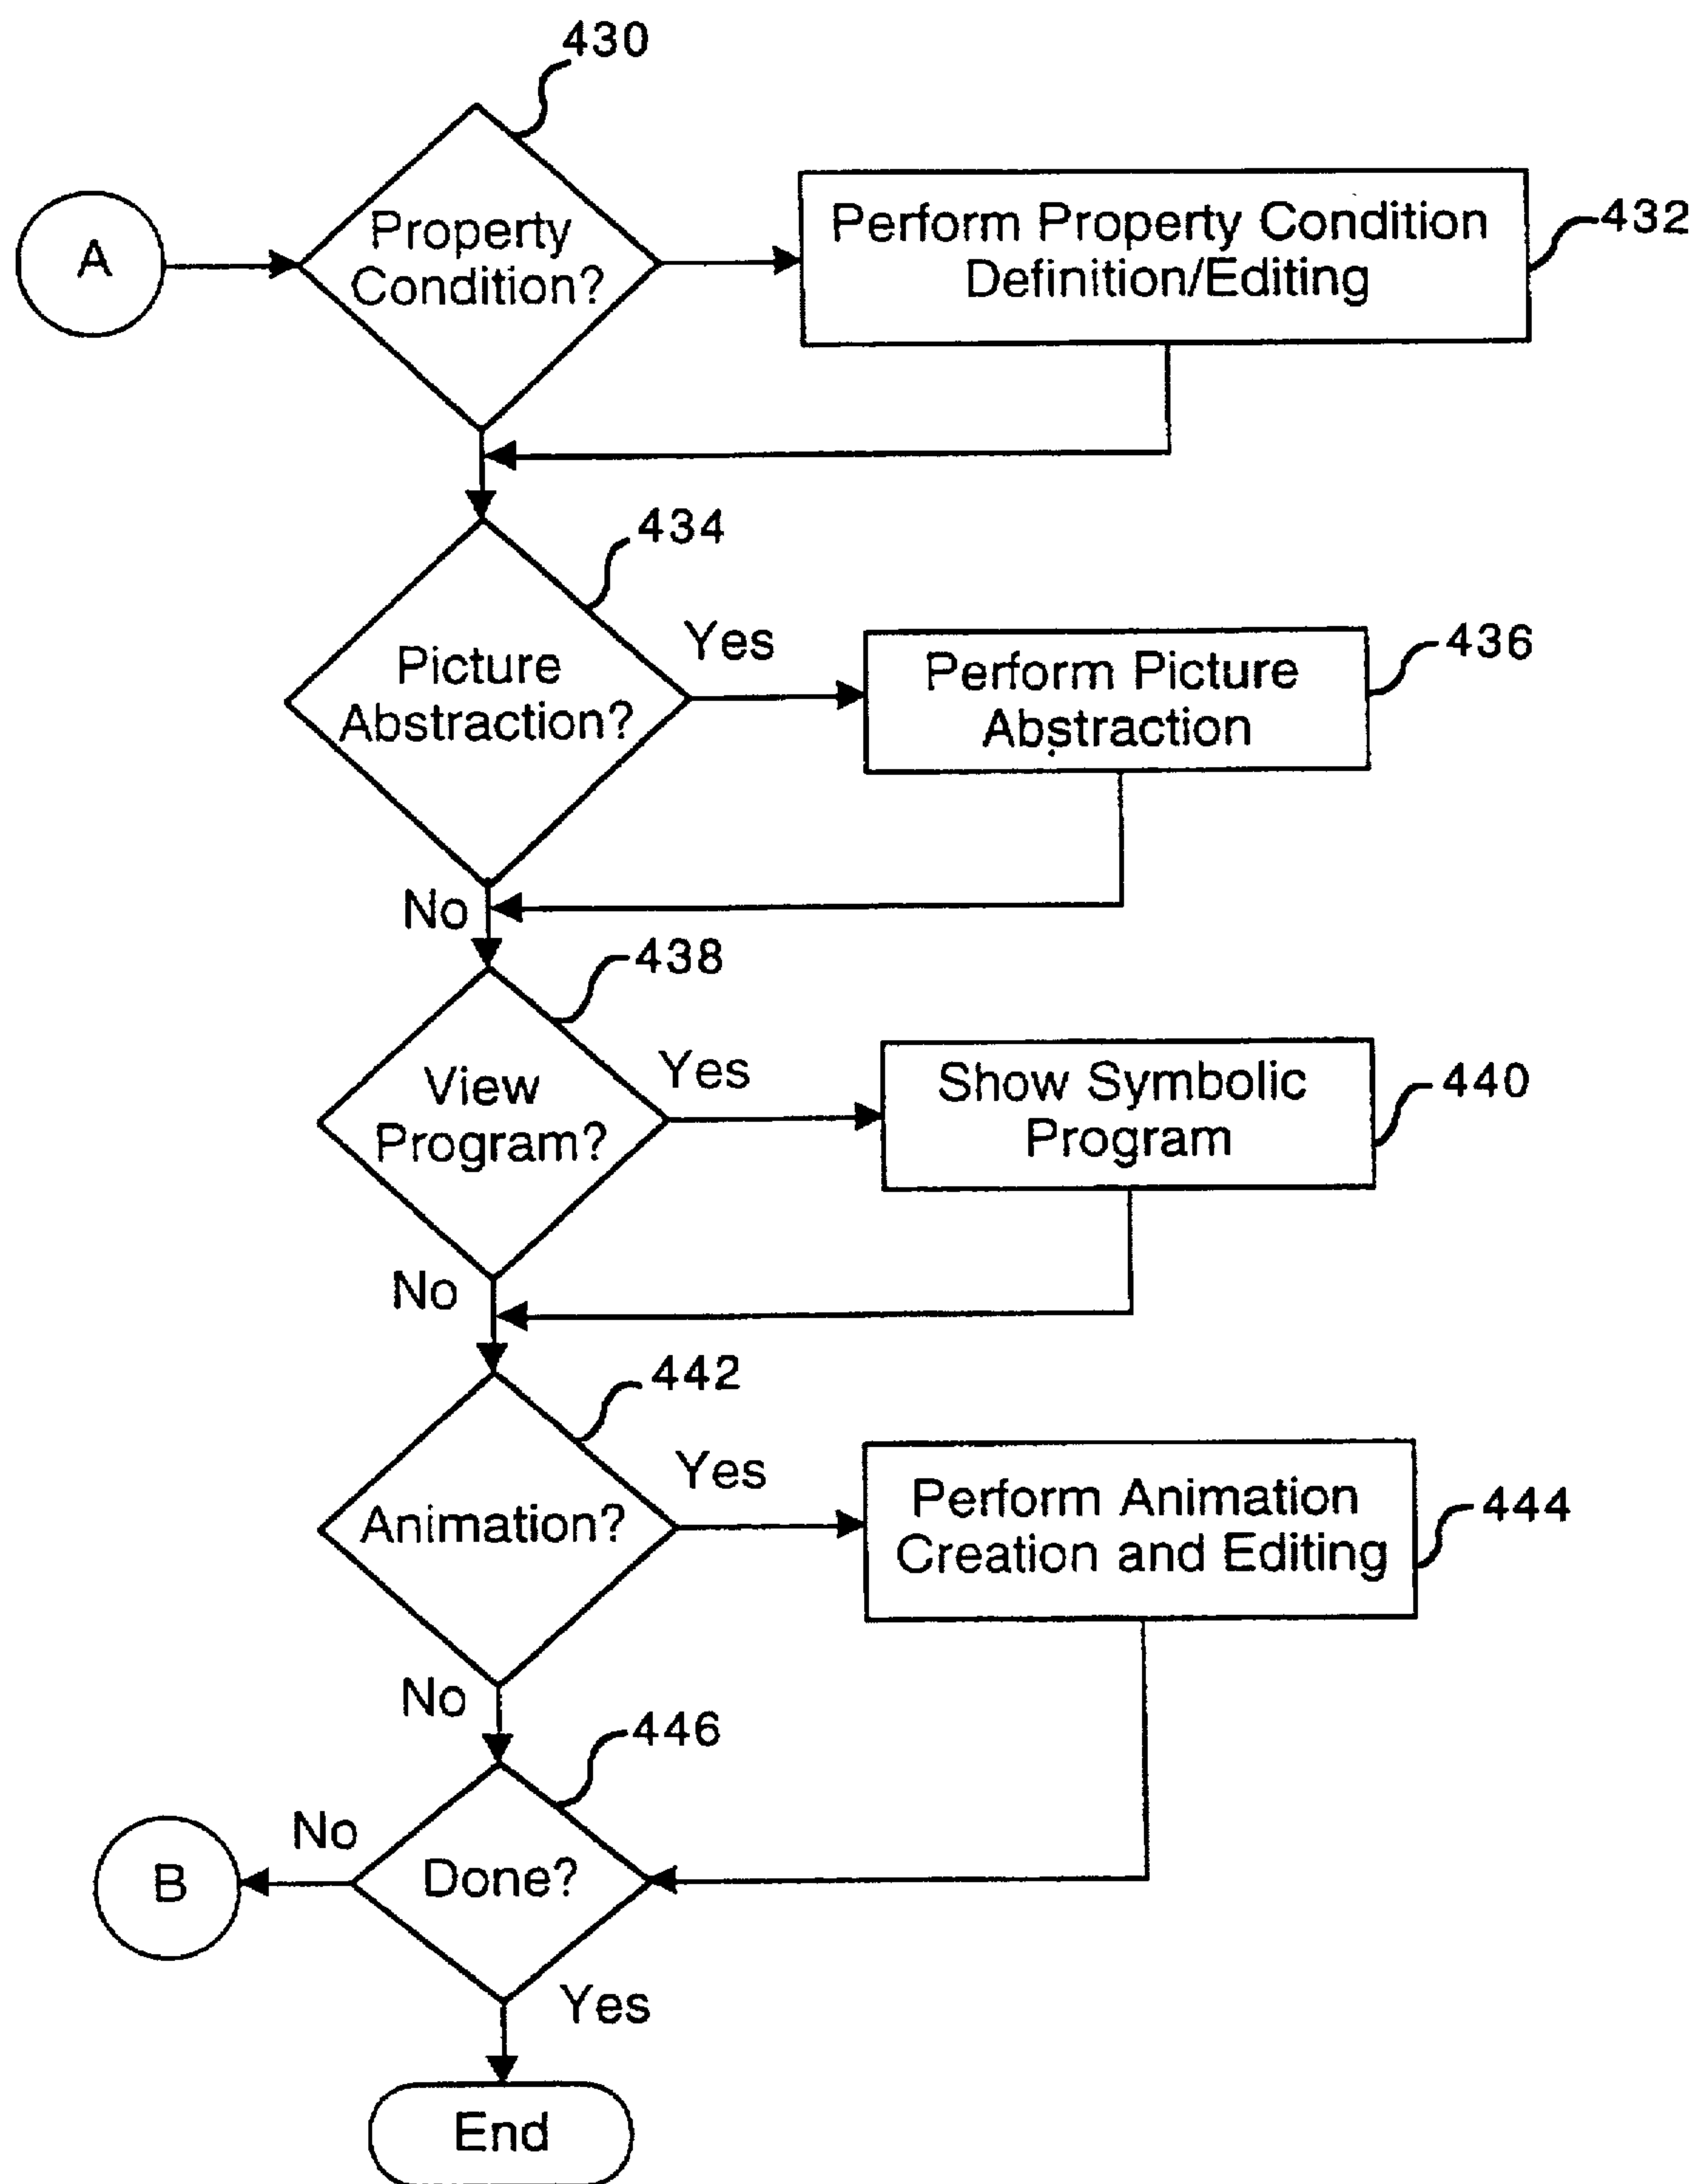 430
A
Property
Condition?
Perform Property Condition
Definition/Editing
432
434
Picture
Abstraction?
Yes
Perform Picture
Abstraction
436
No
438
View
Program?
Yes
Show Symbolic
Program
440
No
442
Animation?
Yes
Perform Animation
Creation and Editing
444
No
446
B
No
Done?
Yes
End